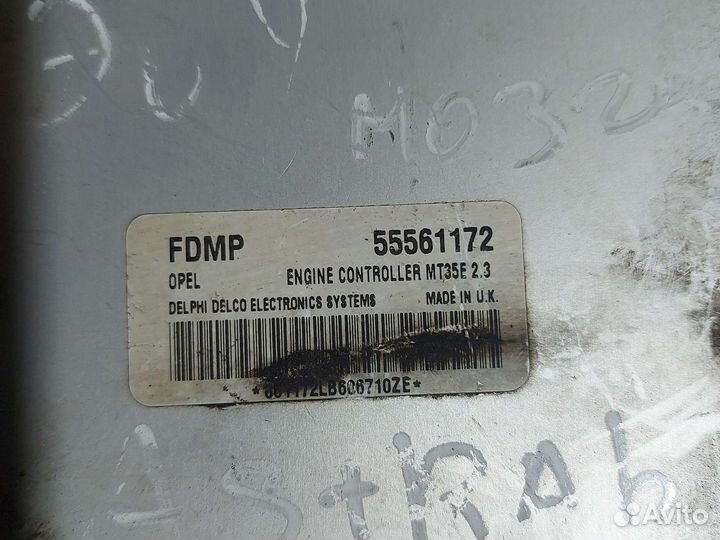 M032
FDMP 55561172
OPEL ENGINE CONTROLLER MT35E 2.3
DELPHI DELCO ELECTRONICS SYSTEMS MADE IN U.K.
AstRA h
Avito